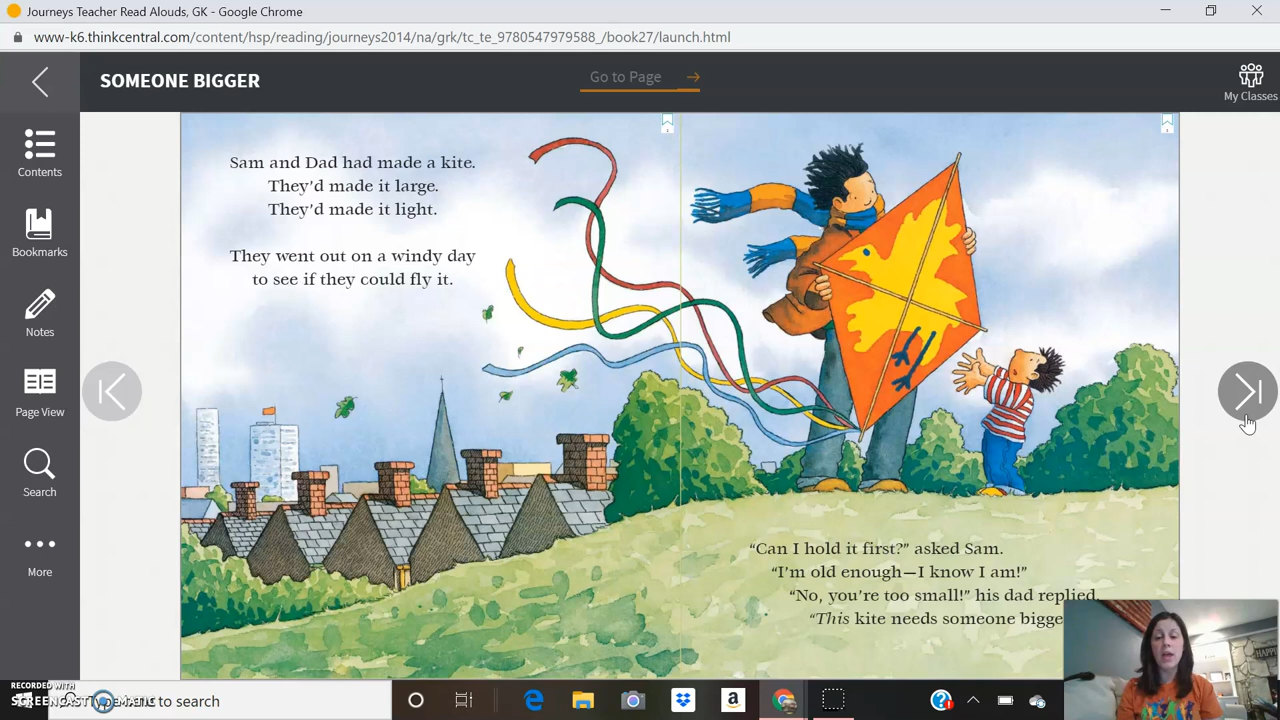 Journeys Teacher Read Alouds, GK - Google Chrome
www-k6.thinkcentral.com/content/hsp/reading/journeys2014/na/grk/tc_te_9780547979588_/book27/launch.html
SOMEONE BIGGER
Go to Page
My Classes
Contents
Bookmarks
Notes
Page View
Search
More
Sam and Dad had made a kite.
They'd made it large.
They'd made it light.
They went out on a windy day
to see if they could fly it.
"Can I hold it first?" asked Sam.
"I'm old enough—I know I am!"
"No, you're too small!" his dad replied.
"This kite needs someone bigge
RECORDED WITH
SCREENCAST-O-MATIC
Type here to search